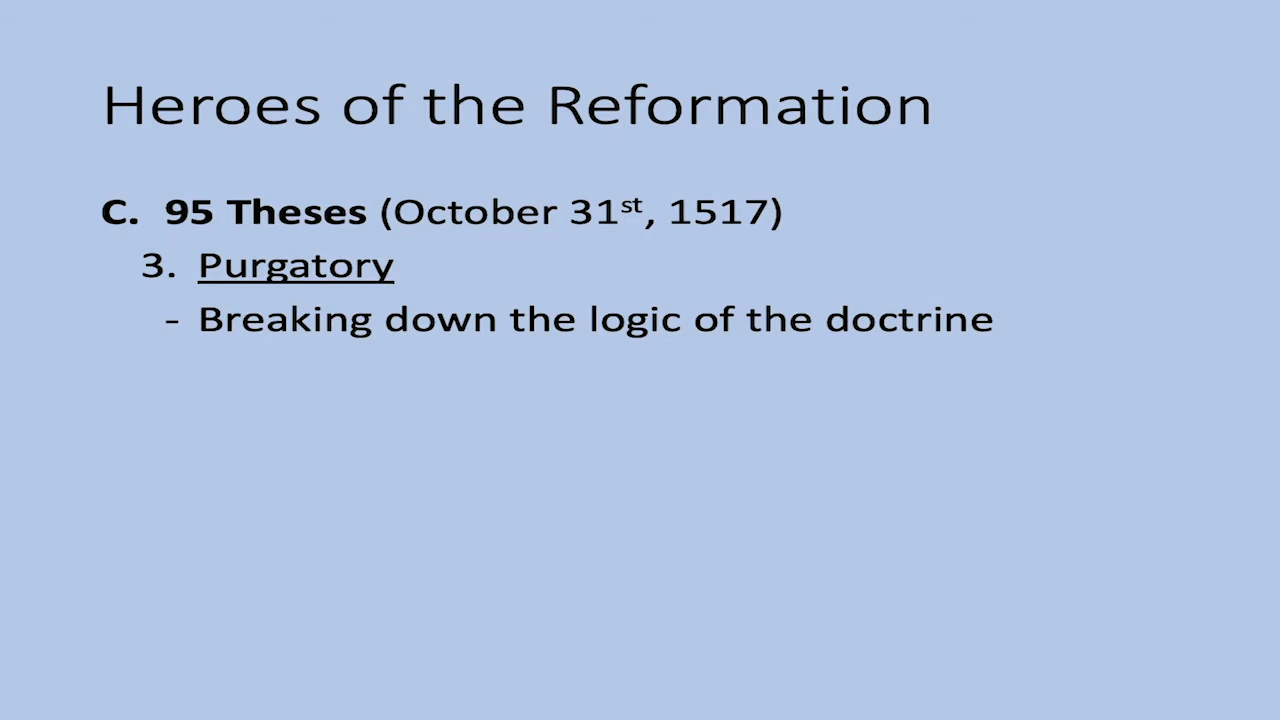 Heroes of the Reformation
C. 95 Theses (October 31st, 1517)
3. Purgatory
- Breaking down the logic of the doctrine